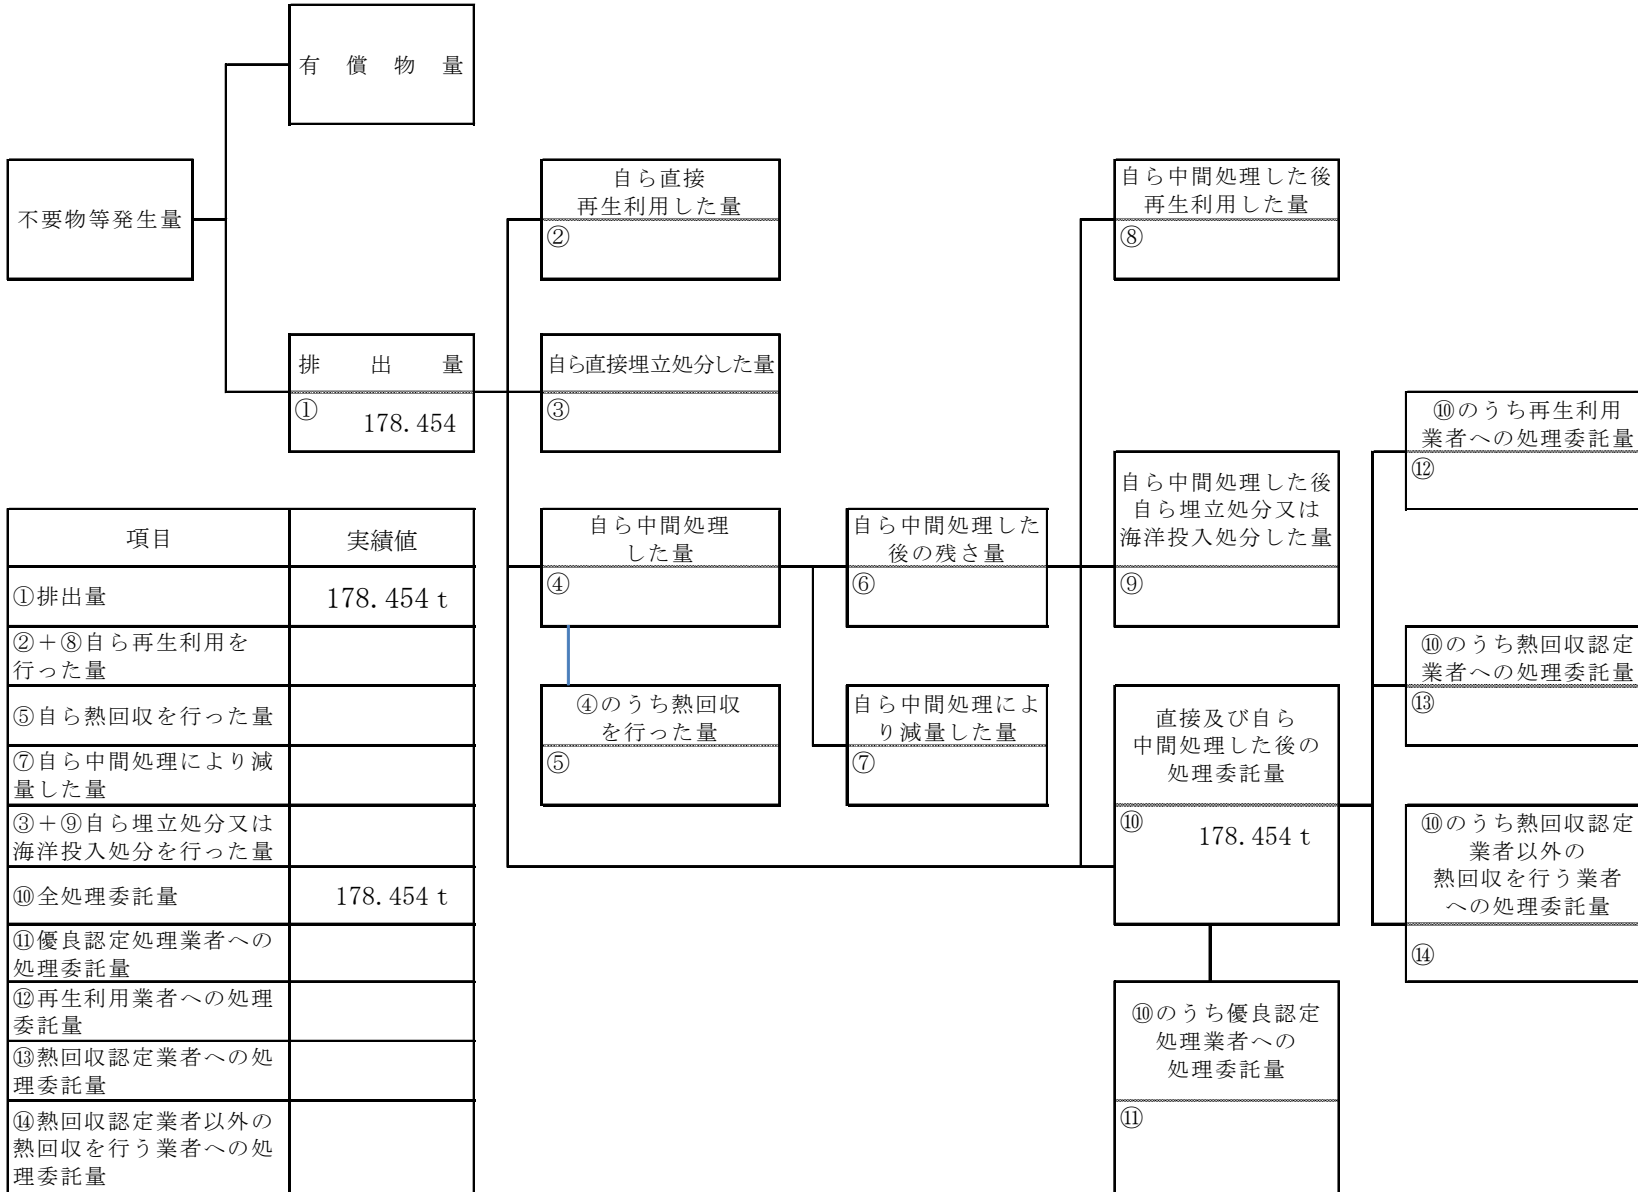 有償物量
不要物等発生量
自ら直接
再生利用した量
②
自ら中間処理した後
再生利用した量
⑧
排出量
① 178.454
自ら直接埋立処分した量
③
⑩のうち再生利用
業者への処理委託量
⑫
自ら中間処理
した量
④
自ら中間処理した
後の残さ量
⑥
自ら中間処理した後
自ら埋立処分又は
海洋投入処分した量
⑨
⑩のうち熱回収認定
業者への処理委託量
⑬
④のうち熱回収
を行った量
⑤
自ら中間処理によ
り減量した量
⑦
直接及び自ら
中間処理した後の
処理委託量
⑩ 178.454 t
⑩のうち熱回収認定
業者以外の
熱回収を行う業者
への処理委託量
⑭
⑩のうち優良認定
処理業者への
処理委託量
⑪
項目 実績値
①排出量 178.454 t
②+⑧自ら再生利用を
行った量
⑤自ら熱回収を行った量
⑦自ら中間処理により減
量した量
③+⑨自ら埋立処分又は
海洋投入処分を行った量
⑩全処理委託量 178.454 t
⑪優良認定処理業者への
処理委託量
⑫再生利用業者への処理
委託量
⑬熱回収認定業者への処
理委託量
⑭熱回収認定業者以外の
熱回収を行う業者への処
理委託量